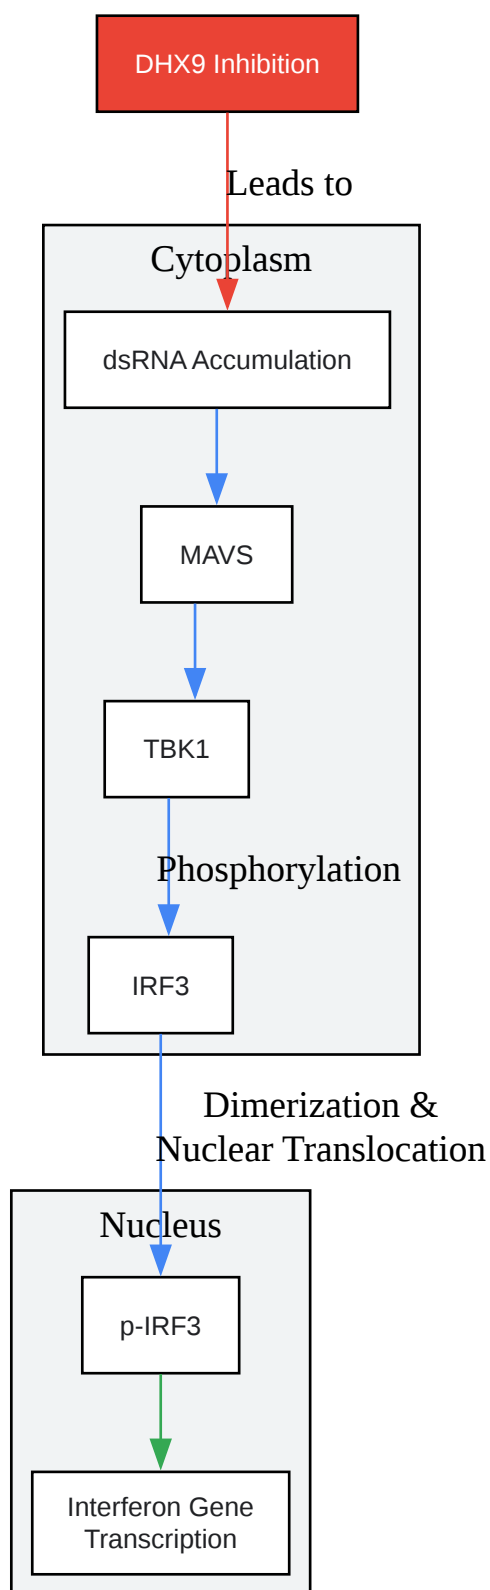 DHX9 Inhibition
Leads to
Cytoplasm
dsRNA Accumulation
MAVS
TBK1
Phosphorylation
IRF3
Dimerization &
Nuclear Translocation
Nucleus
p-IRF3
Interferon Gene
Transcription